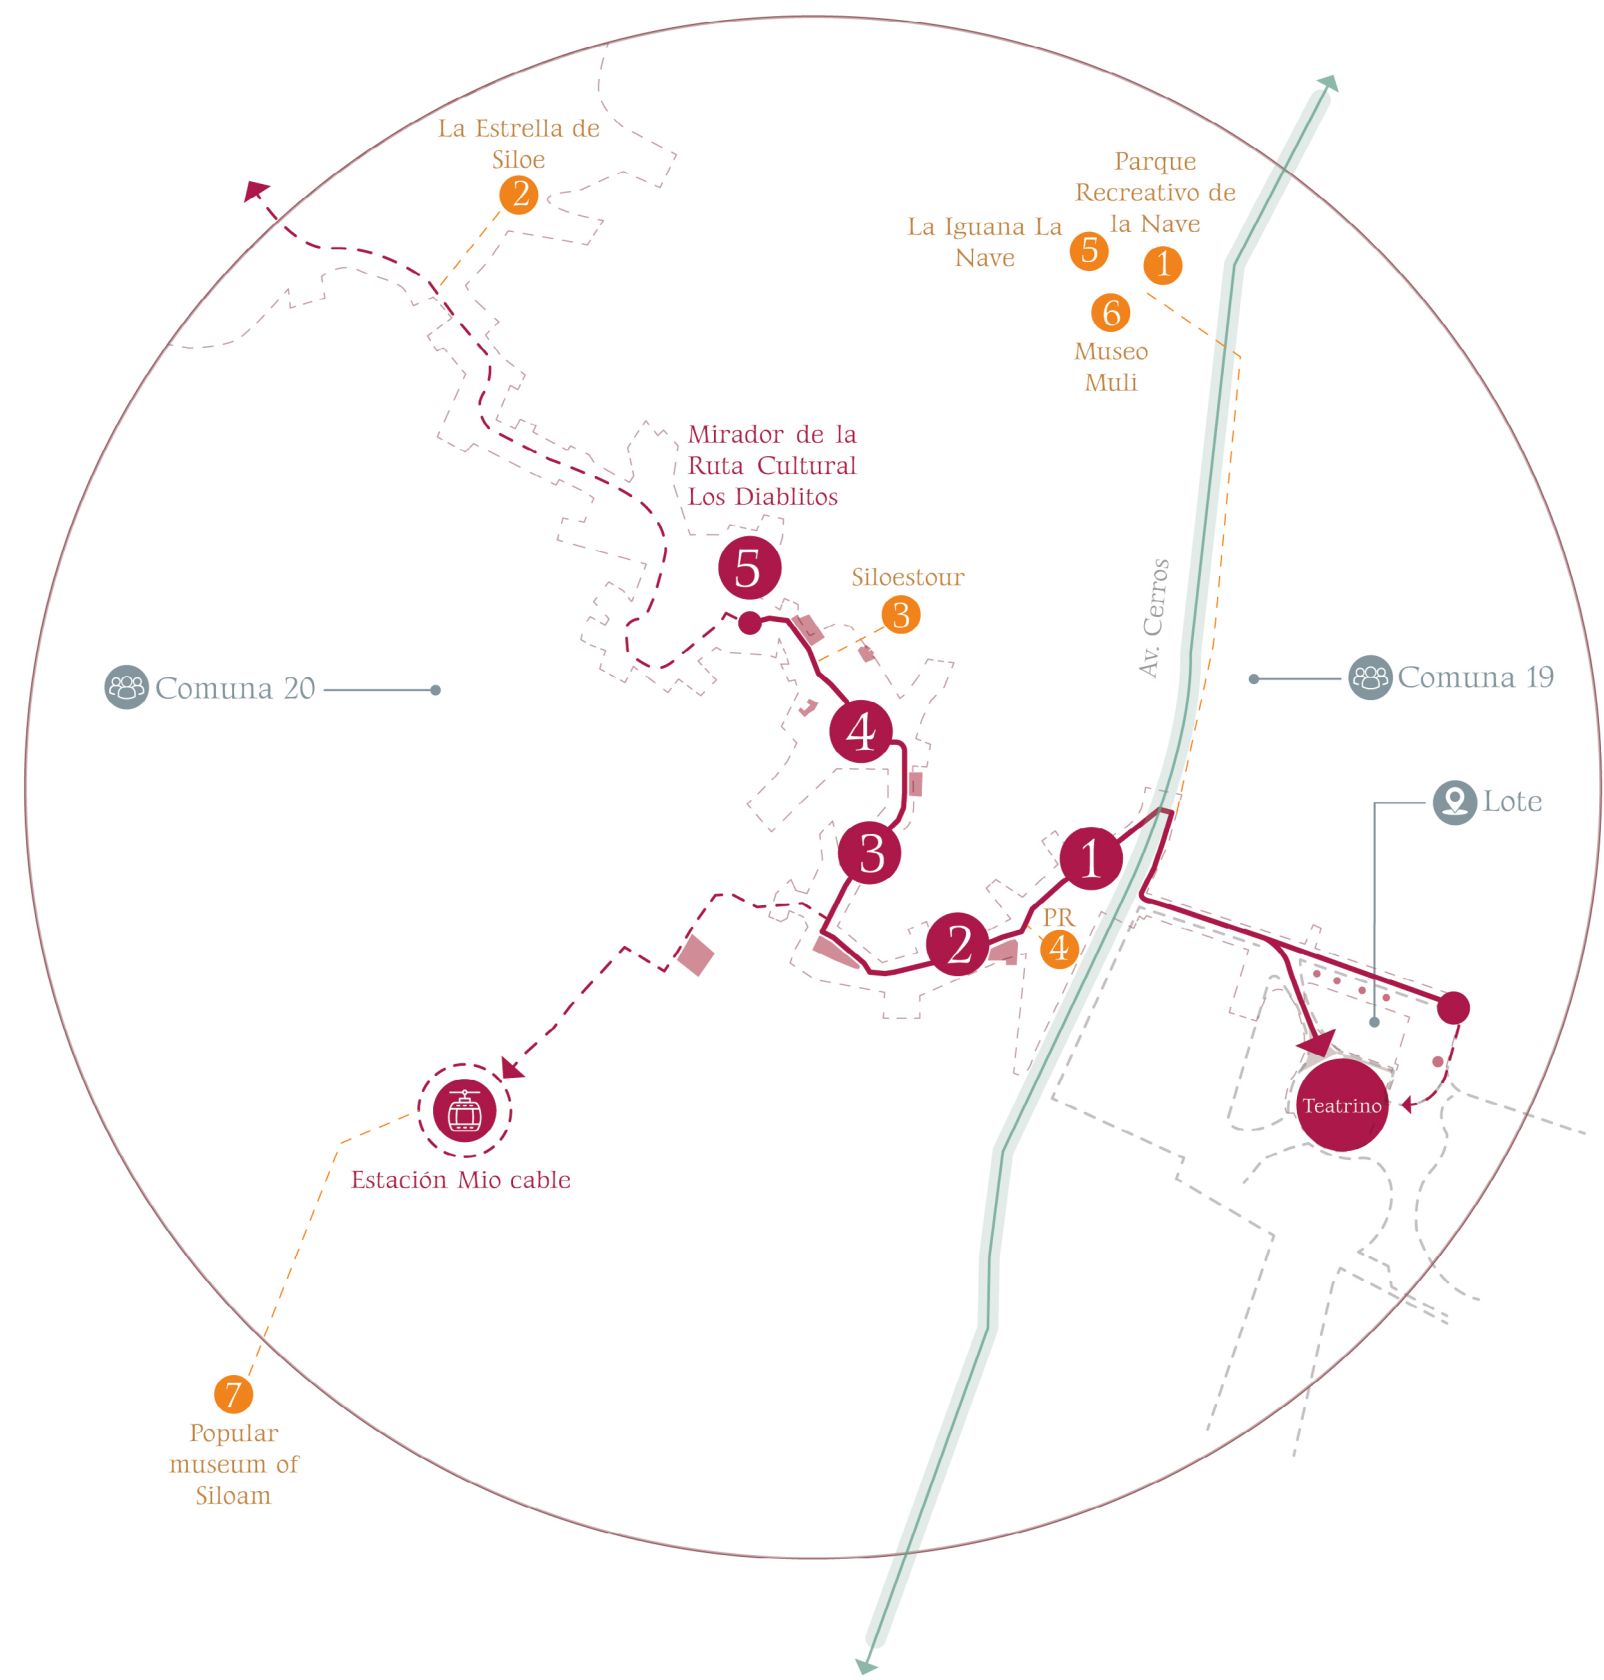 La Estrella de
Siloe
2
Parque
Recreativo de
la Nave
1
La Iguana La
Nave
5
6
Museo
Muli
Mirador de la
Ruta Cultural
Los Diablitos
5
Siloestour
3
Av. Cerros
Comuna 20
Comuna 19
4
Lote
3
1
PR
4
2
Teatrino
Estación Mio cable
7
Popular
museum of
Siloam